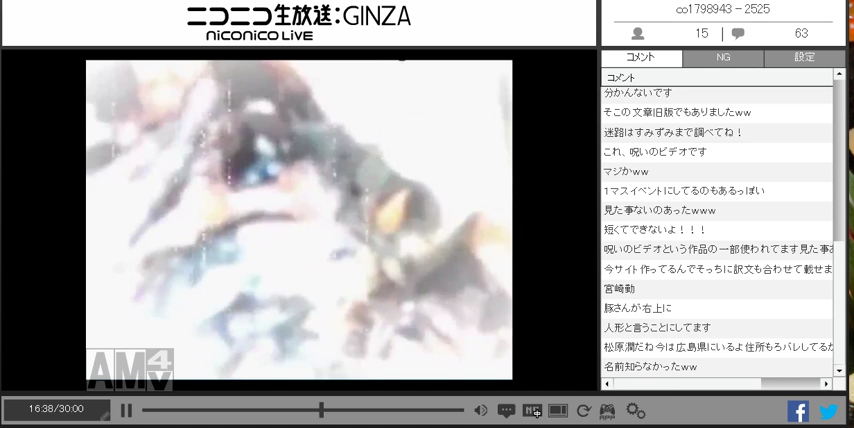 ニコニコ生放送:GINZA
niconico LIVE
co1798943-2525
15
63
コメント
NG
設定
コメント
分かんないです
そこの文章旧版でもありましたww
迷路はすみずみまで調べてね！
これ、呪いのビデオです
マジかww
1マスイベントにしてるのもあるっぽい
見た事ないのあったwww
短くてできないよ！！！
呪いのビデオという作品の一部使われてます見た事あ
今サイト作ってるんでそっちに訳文も合わせて載せま
宮崎勤
豚さんが右上に
人形と言うことにしてます
松原潤だね今は広島県にいるよ住所もろバレしてるか
名前知らなかったww
AM4v
16:38/30:00